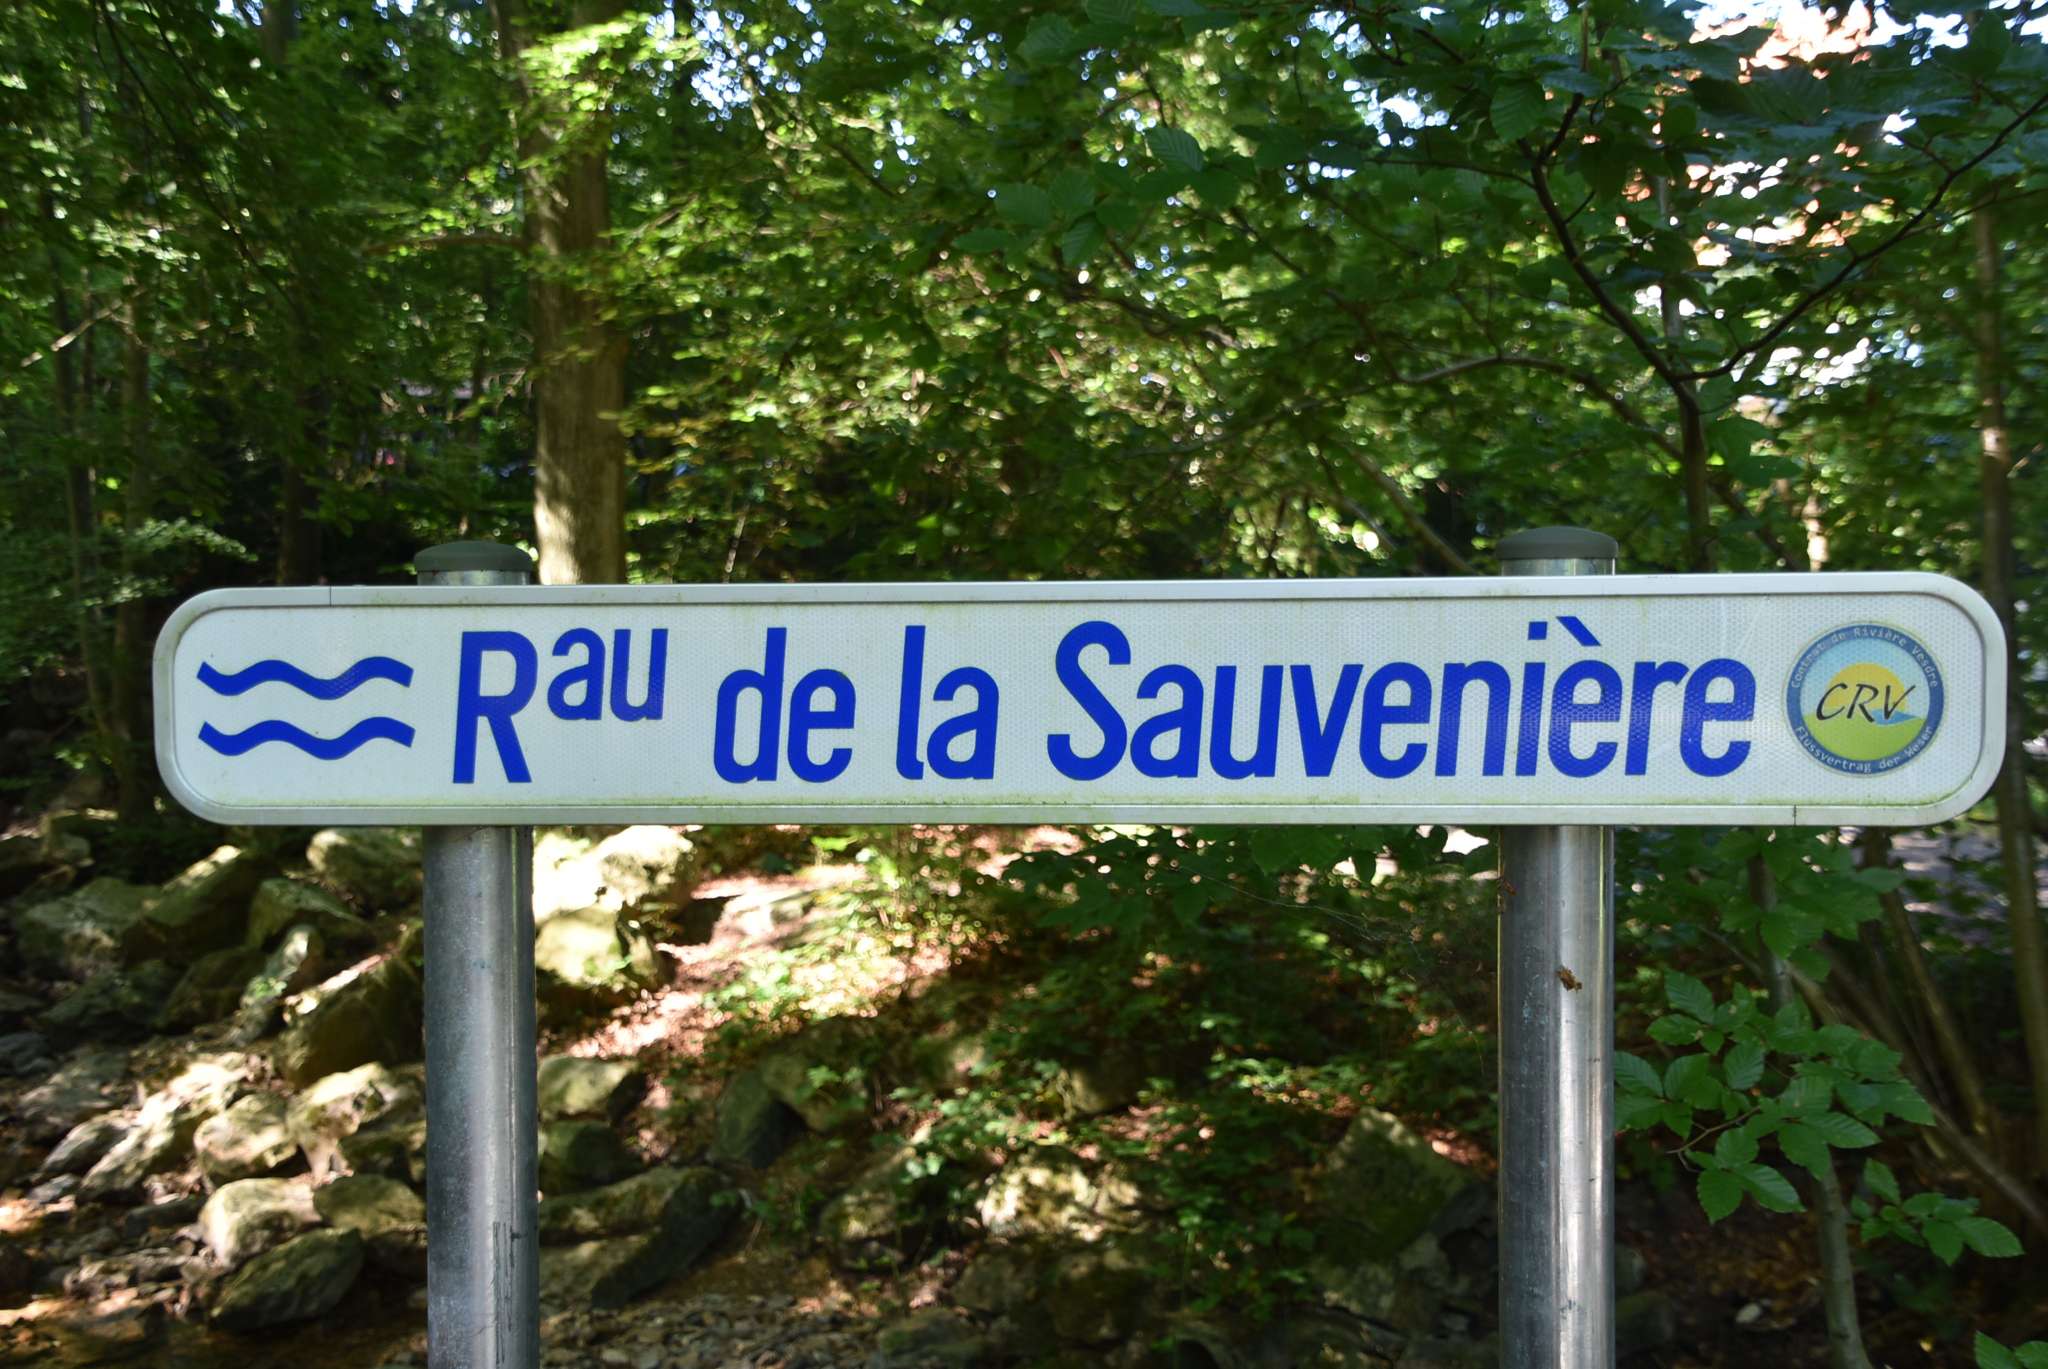 Rau de la Sauvenière
Contrat de Rivière Vesdre
CRV
Flussvertrag der Weser